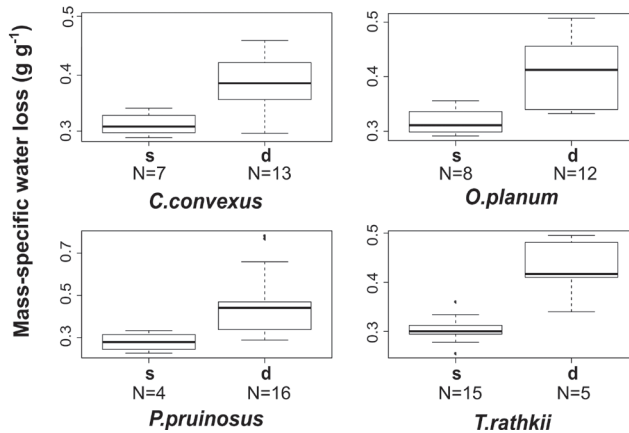 Mass-specific water loss (g g⁻¹)
0.5
0.4
0.3
s d
N=7 N=13
C.convexus
0.5
0.4
0.3
s d
N=8 N=12
O.planum
0.7
0.5
0.3
s d
N=4 N=16
P.pruinosus
0.5
0.4
0.3
s d
N=15 N=5
T.rathkii